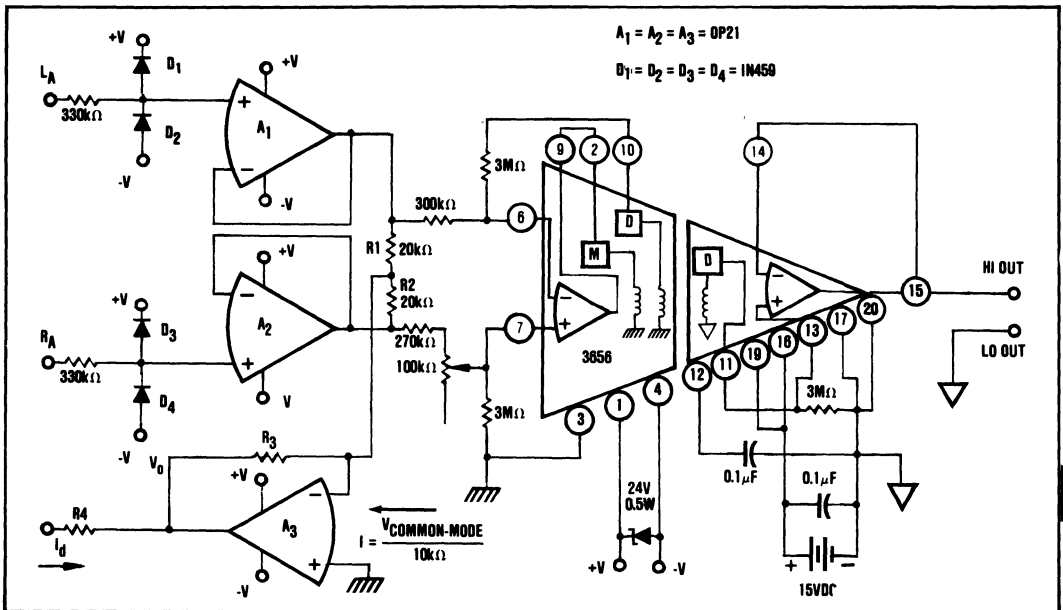 A1 = A2 = A3 = OP21
D1 = D2 = D3 = D4 = IN459
+V
D1
LA
330kΩ
D2
-V
+V
A1
-V
3MΩ
300kΩ
R1 20kΩ
R2
20kΩ
+V
A2
V
+V
D3
RA
330kΩ
D4
-V
270kΩ
100kΩ
3MΩ
9
2
10
6
7
D
M
3656
3
1
4
24V
0.5W
+V
-V
14
D
15
HI OUT
LO OUT
12
11
19
16
13
17
20
3MΩ
0.1μF
0.1μF
+
-
15VDC
Vo
R3
+V
A3
-V
R4
Id
I = VCOMMON-MODE
10kΩ